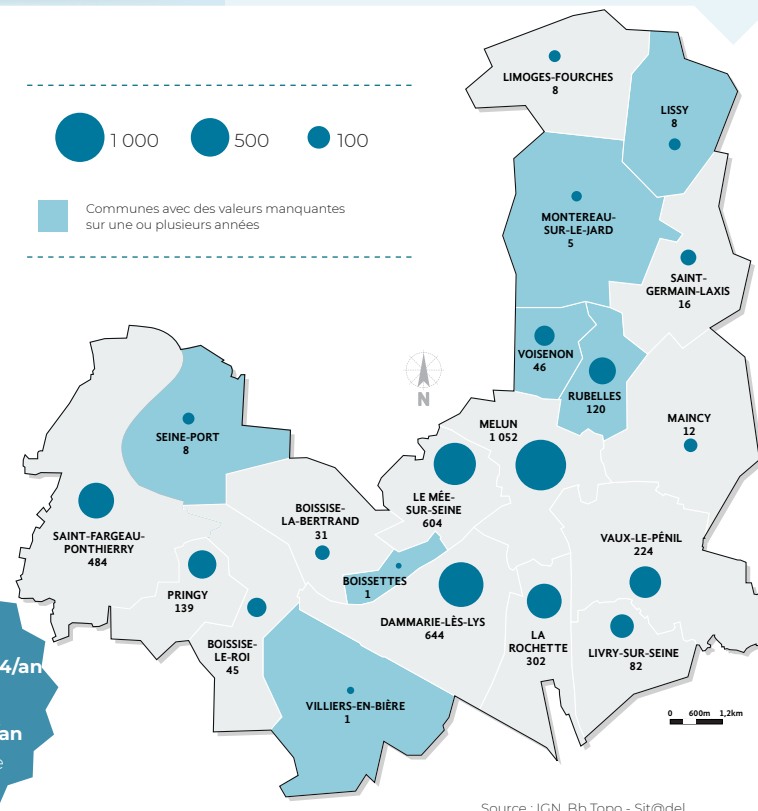 1 000
500
100
Communes avec des valeurs manquantes
sur une ou plusieurs années
LIMOGES-FOURCHES
8
LISSY
8
MONTEREAU-
SUR-LE-JARD
5
SAINT-
GERMAIN-LAXIS
16
VOISENON
46
RUBELLES
120
MAINCY
12
N
SEINE-PORT
8
MELUN
1 052
LE MÉE-
SUR-SEINE
604
SAINT-FARGEAU-
PONTHIERRY
484
BOISSISE-
LA-BERTRAND
31
VAUX-LE-PÉNIL
224
BOISSETTES
1
PRINGY
139
DAMMARIE-LÈS-LYS
644
LA
ROCHETTE
302
LIVRY-SUR-SEINE
82
BOISSISE-
LE-ROI
45
VILLIERS-EN-BIÈRE
1
4/an
an
e
0 600m 1,2km
Source : IGN, Bb Topo - Sit@del